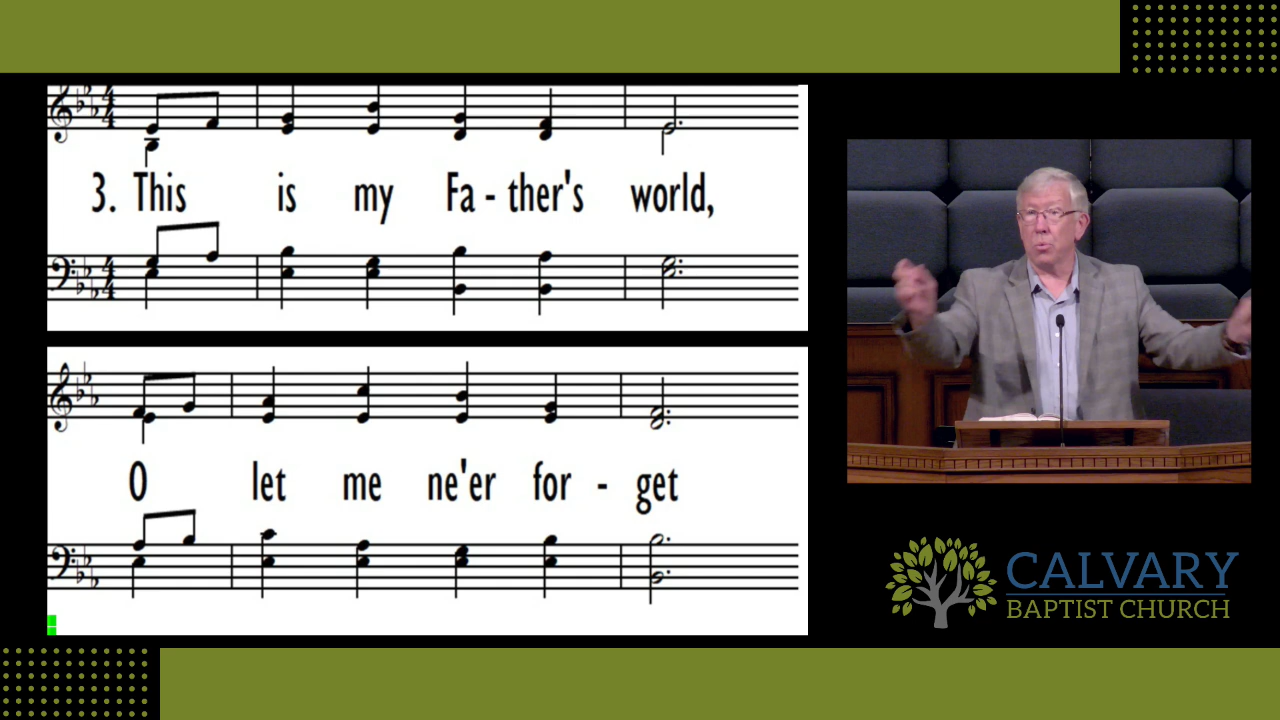 3. This is my Fa - ther's world,
O let me ne'er for - get
CALVARY
BAPTIST CHURCH